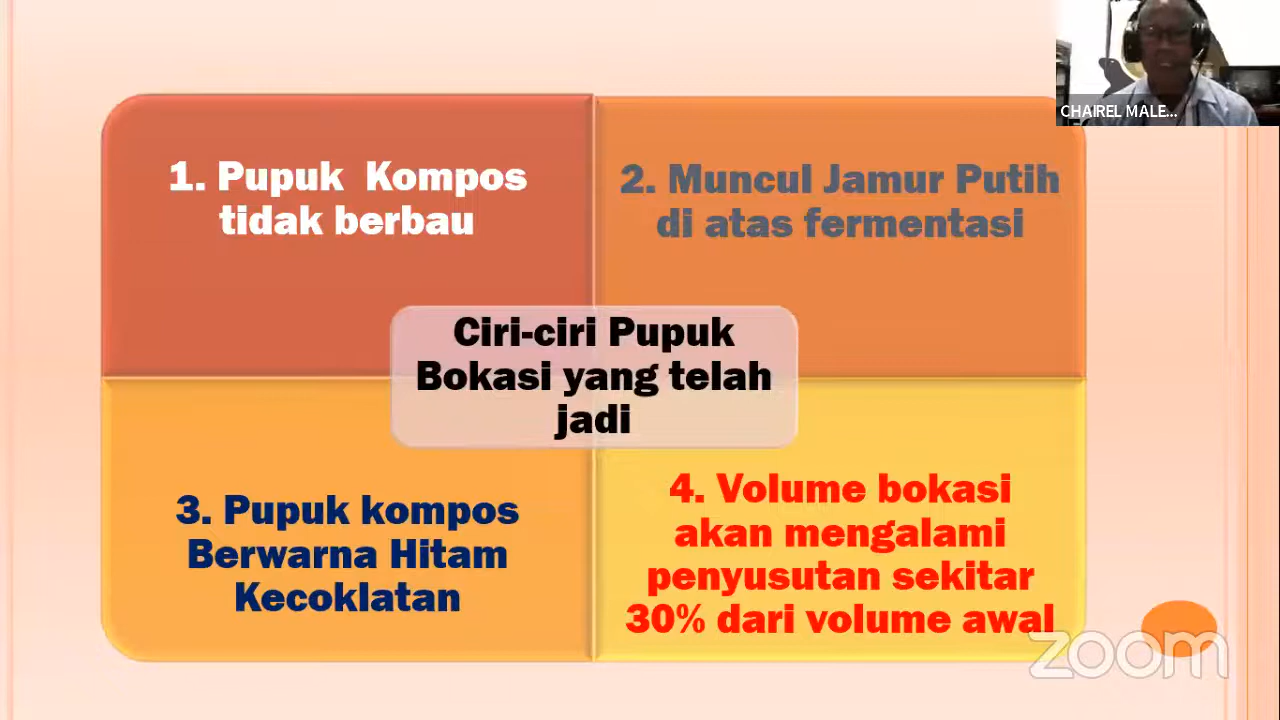 CHAIREL MALE...
1. Pupuk Kompos
tidak berbau
2. Muncul Jamur Putih
di atas fermentasi
Ciri-ciri Pupuk
Bokasi yang telah
jadi
3. Pupuk kompos
Berwarna Hitam
Kecoklatan
4. Volume bokasi
akan mengalami
penyusutan sekitar
30% dari volume awal
zoom